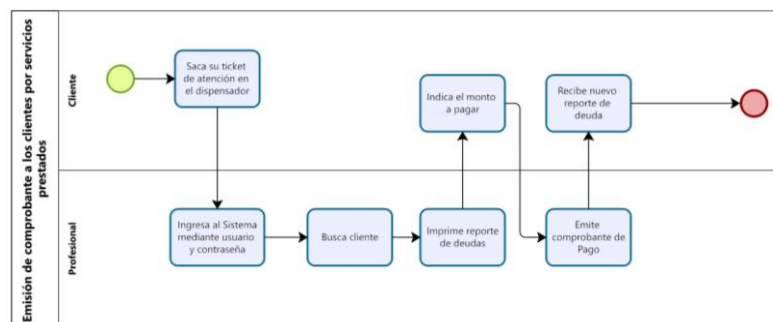 Emisión de comprobante a los clientes por servicios
prestados
Cliente
Saca su ticket
de atención en
el dispensador
Indica el monto
a pagar
Recibe nuevo
reporte de
deuda
Profesional
Ingresa al Sistema
mediante usuario
y contraseña
Busca cliente
Imprime reporte
de deudas
Emite
comprobante de
Pago